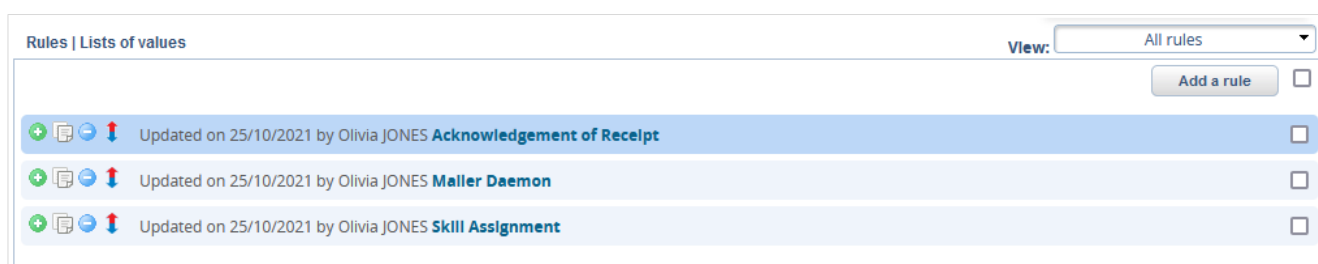 Rules | Lists of values
View: All rules
Add a rule
Updated on 25/10/2021 by Olivia JONES Acknowledgement of Receipt
Updated on 25/10/2021 by Olivia JONES Mailer Daemon
Updated on 25/10/2021 by Olivia JONES Skill Assignment